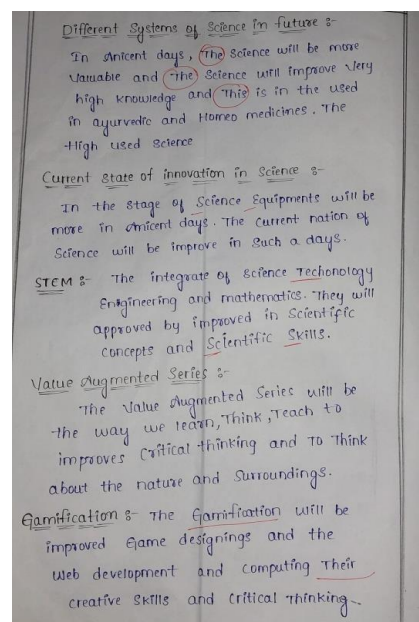 Different Systems of Science in future :-
In Anicent days, The Science will be more
Valuable and The Science will improve Very
high knowledge and This is in the used
in ayurvedic and Homeo medicines. The
High used Science
Current State of innovation in Science :-
In the Stage of Science Equipments will be
more in Anicent days. The Current nation of
Science will be improve in Such a days.
STEM :- The integrate of Science Techonology
Engineering and mathematics. They will
approved by improved in Scientific
concepts and Scientific Skills.
Value Augmented Series :-
The Value Augmented Series will be
the way we learn, Think, Teach to
improves Critical thinking and To Think
about the nature and Surroundings.
Gamification :- The Gamification will be
improved Game designings and the
Web development and Computing Their
Creative Skills and Critical Thinking.